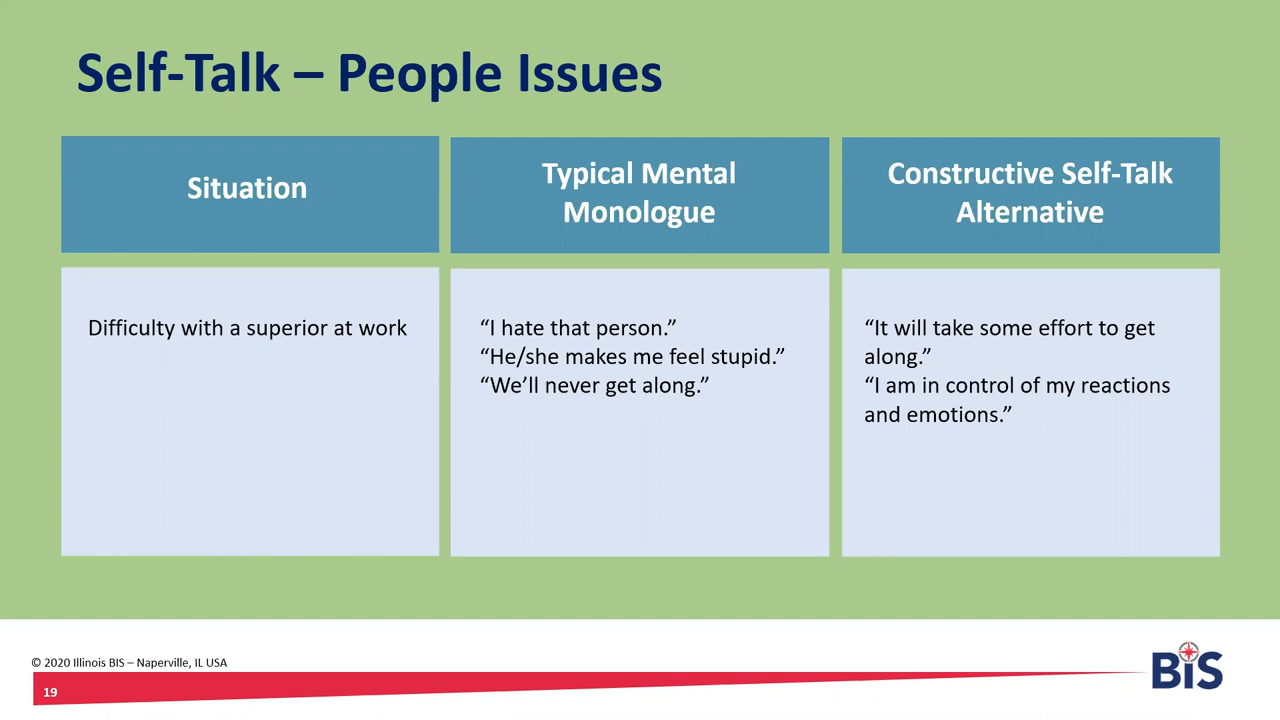 Self-Talk – People Issues
Situation
Typical Mental
Monologue
Constructive Self-Talk
Alternative
Difficulty with a superior at work
“I hate that person.”
“He/she makes me feel stupid.”
“We’ll never get along.”
“It will take some effort to get
along.”
“I am in control of my reactions
and emotions.”
© 2020 Illinois BIS – Naperville, IL USA
19
BIS